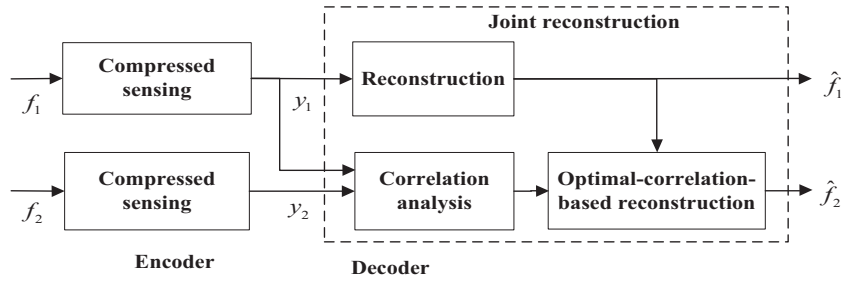 Joint reconstruction
Compressed
sensing
Reconstruction
f₁
y₁
f̂₁
Compressed
sensing
Correlation
analysis
Optimal-correlation-
based reconstruction
f₂
y₂
f̂₂
Encoder
Decoder